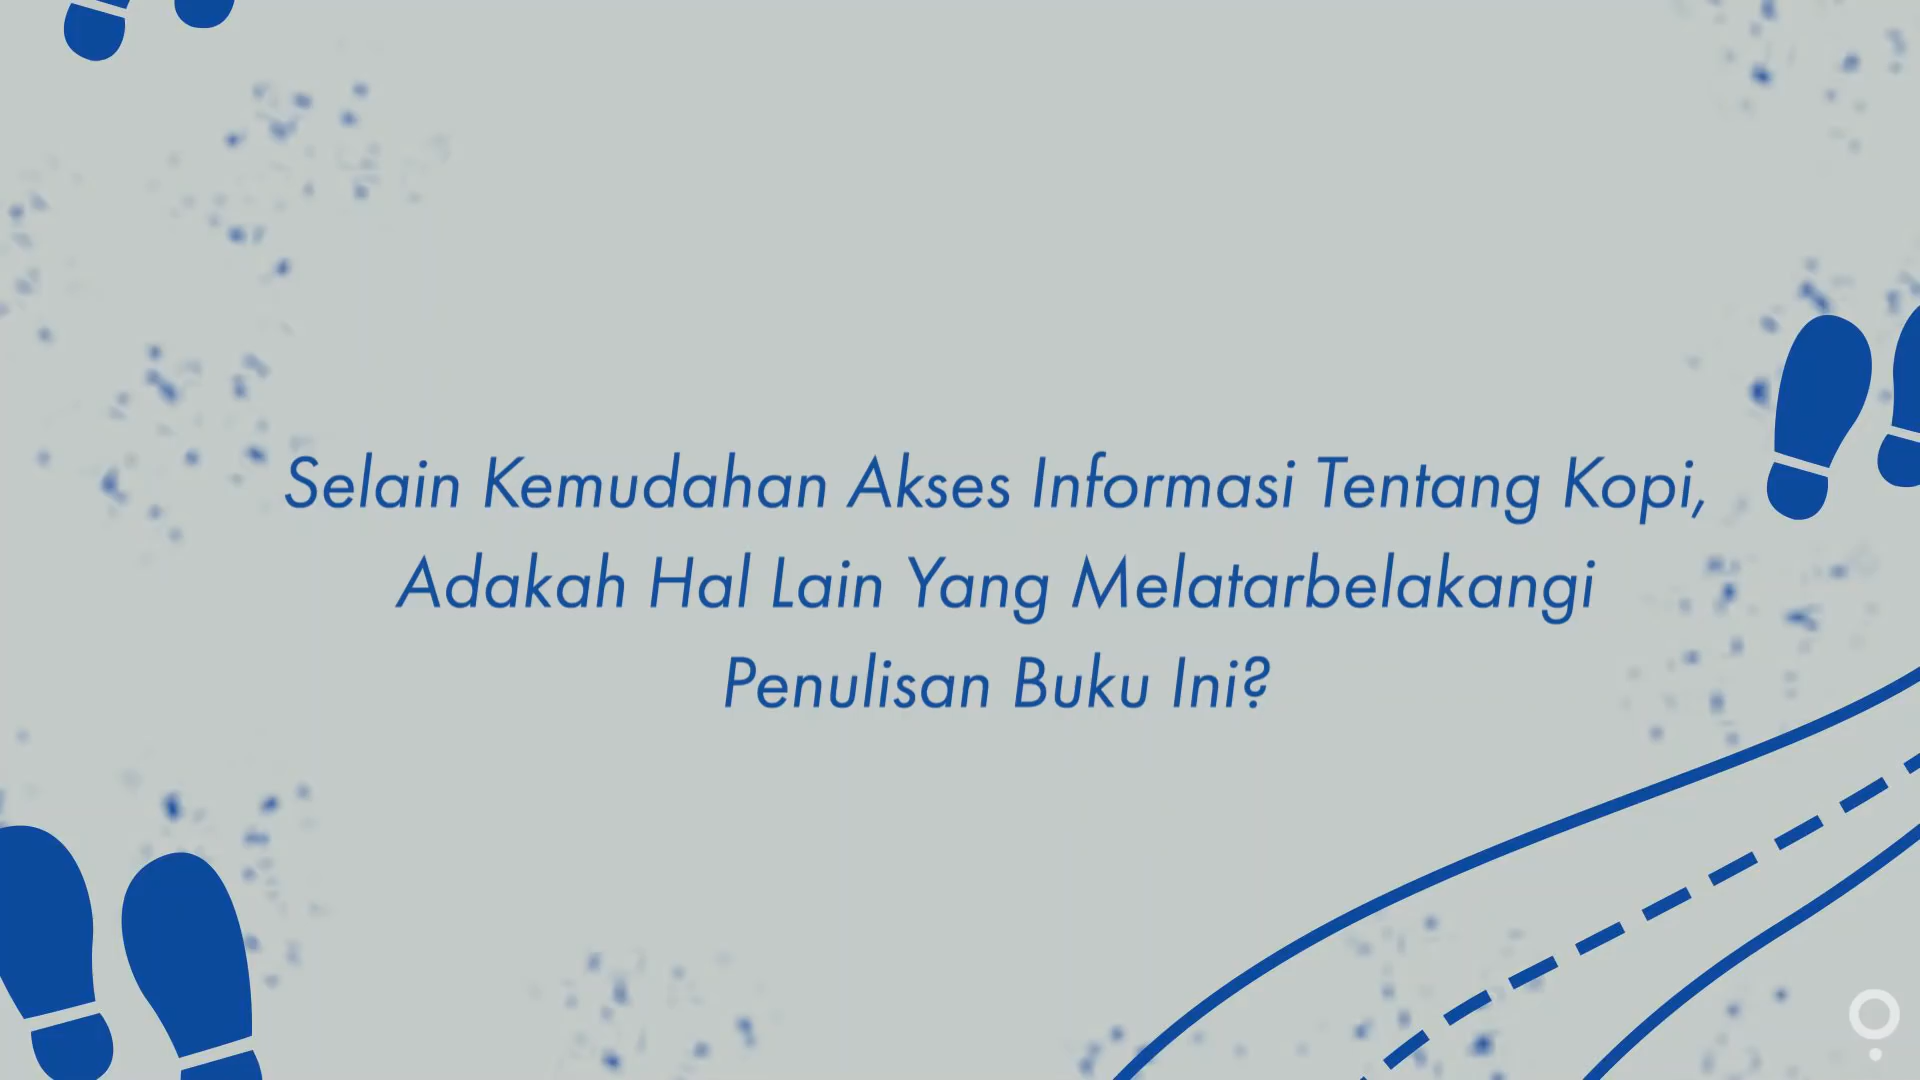 Selain Kemudahan Akses Informasi Tentang Kopi,
Adakah Hal Lain Yang Melatarbelakangi
Penulisan Buku Ini?